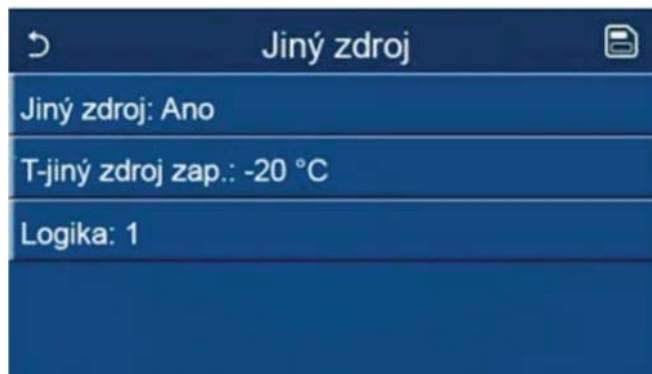 Jiný zdroj
Jiný zdroj: Ano
T-jiný zdroj zap.: -20 °C
Logika: 1